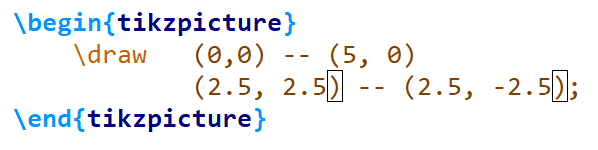 \begin{tikzpicture}
    \draw   (0,0) -- (5, 0)
            (2.5, 2.5) -- (2.5, -2.5);
\end{tikzpicture}